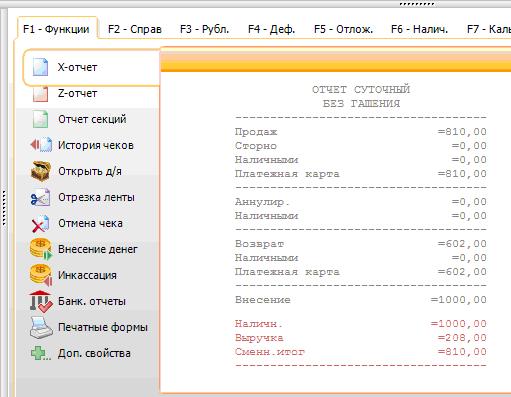 F1 - Функции F2 - Справ F3 - Рубл. F4 - Деф. F5 - Отлож. F6 - Налич. F7 - Каль
X-отчет
Z-отчет
Отчет секций
История чеков
Открыть д/я
Отрезка ленты
Отмена чека
Внесение денег
Инкассация
Банк. отчеты
Печатные формы
Доп. свойства
ОТЧЕТ СУТОЧНЫЙ
БЕЗ ГАШЕНИЯ
Продаж =810,00
Сторно =0,00
Наличными =0,00
Платежная карта =810,00
Аннулир. =0,00
Наличными =0,00
Возврат =602,00
Наличными =0,00
Платежная карта =602,00
Внесение =1000,00
Наличн. =1000,00
Выручка =208,00
Сменн.итог =810,00